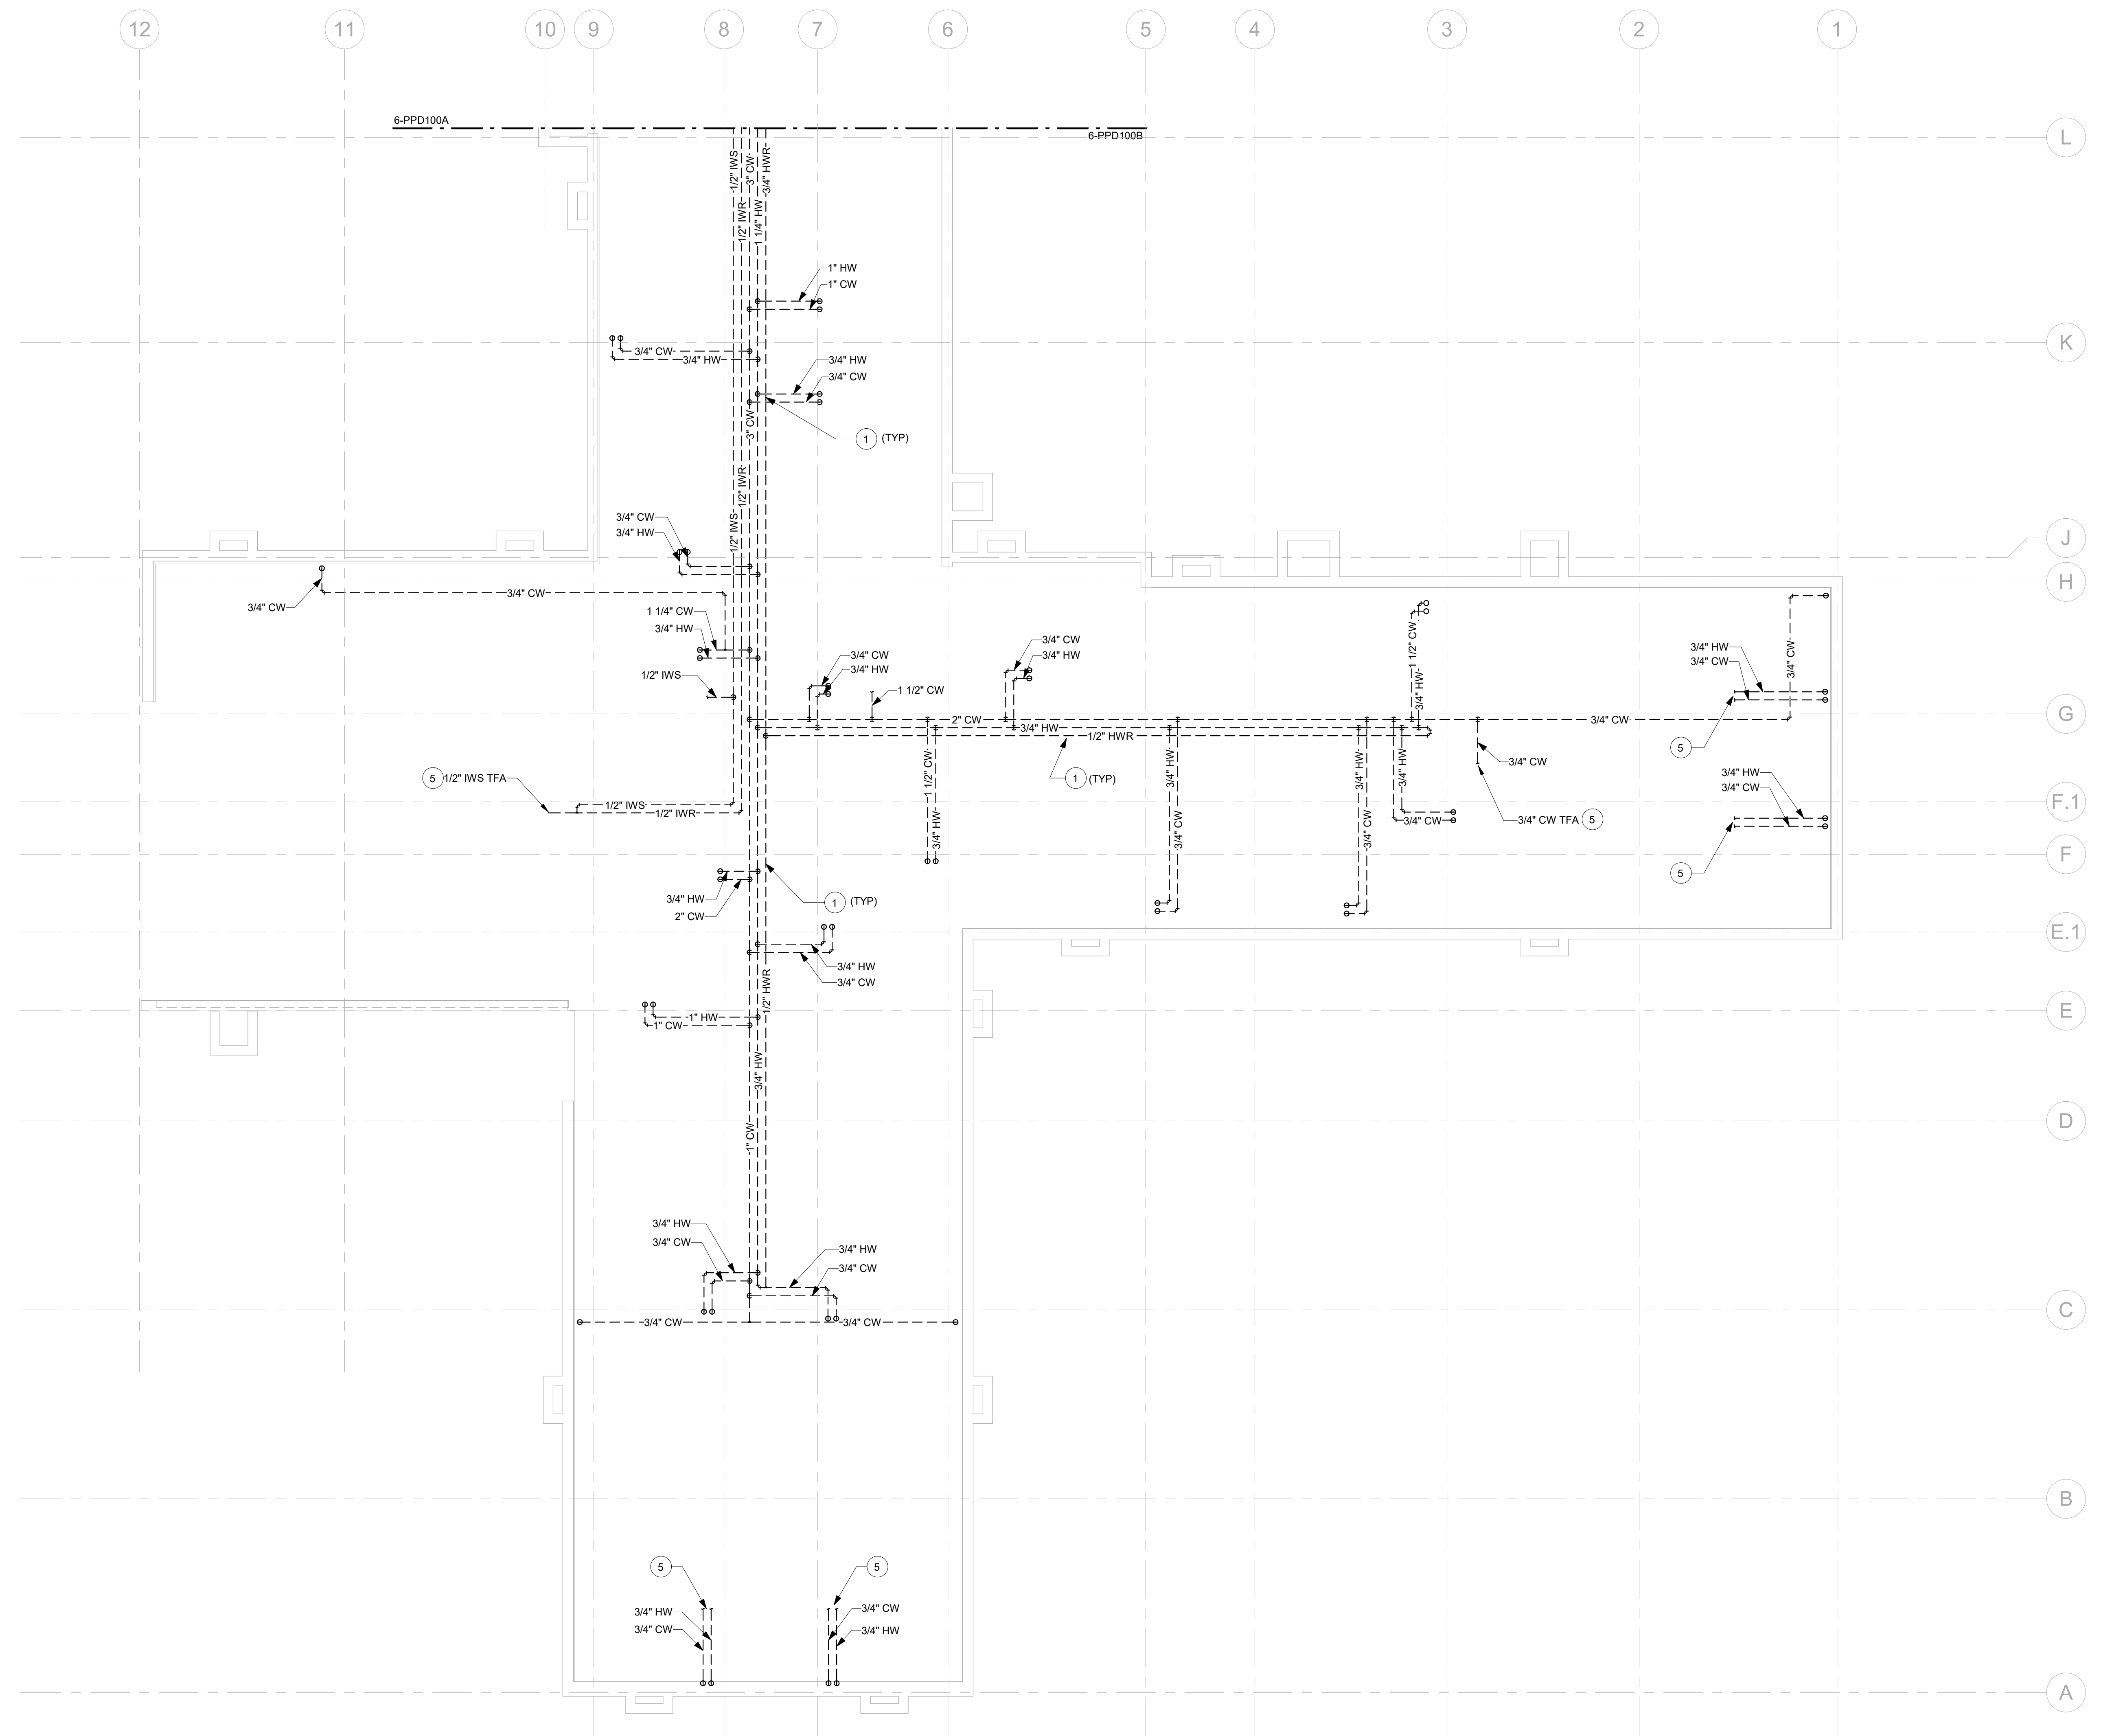 12
11
10
9
8
7
6
5
4
3
2
1
6-PPD100A
6-PPD100B
L
1/2" IWS
1/2" IWR
3" CW
1 1/4" HW
3/4" HWR
1" HW
1" CW
K
3/4" CW
3/4" HW
3/4" HW
3/4" CW
3" CW
1 (TYP)
1/2" IWR
1/2" IWS
3/4" CW
3/4" HW
J
H
3/4" CW
3/4" CW
1 1/4" CW
3/4" HW
1/2" IWS
3/4" CW
3/4" HW
1 1/2" CW
3/4" CW
3/4" HW
1 1/2" CW
3/4" HW
3/4" CW
3/4" HW
3/4" CW
5
G
2" CW
3/4" CW
3/4" HW
1/2" HWR
1 (TYP)
5 1/2" IWS TFA
1/2" IWS
1/2" IWR
1 1/2" CW
3/4" HW
3/4" HW
3/4" CW
3/4" HW
3/4" CW
3/4" HW
3/4" CW
3/4" CW
3/4" CW TFA 5
3/4" HW
3/4" CW
5
F.1
F
3/4" HW
2" CW
1 (TYP)
E.1
3/4" HW
3/4" CW
1/2" HWR
1" HW
1" CW
E
3/4" HW
1" CW
D
3/4" HW
3/4" CW
3/4" HW
3/4" CW
C
3/4" CW
3/4" CW
B
5
5
3/4" HW
3/4" CW
3/4" CW
3/4" HW
A